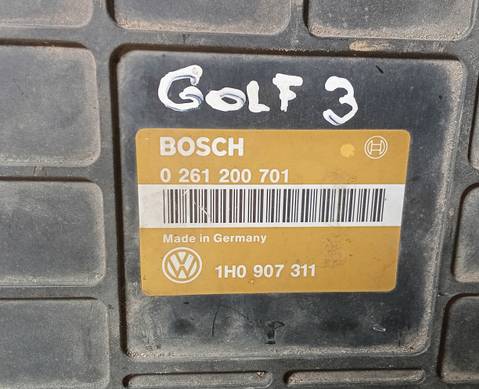 GOLF 3
BOSCH
0 261 200 701
Made in Germany
1H0 907 311